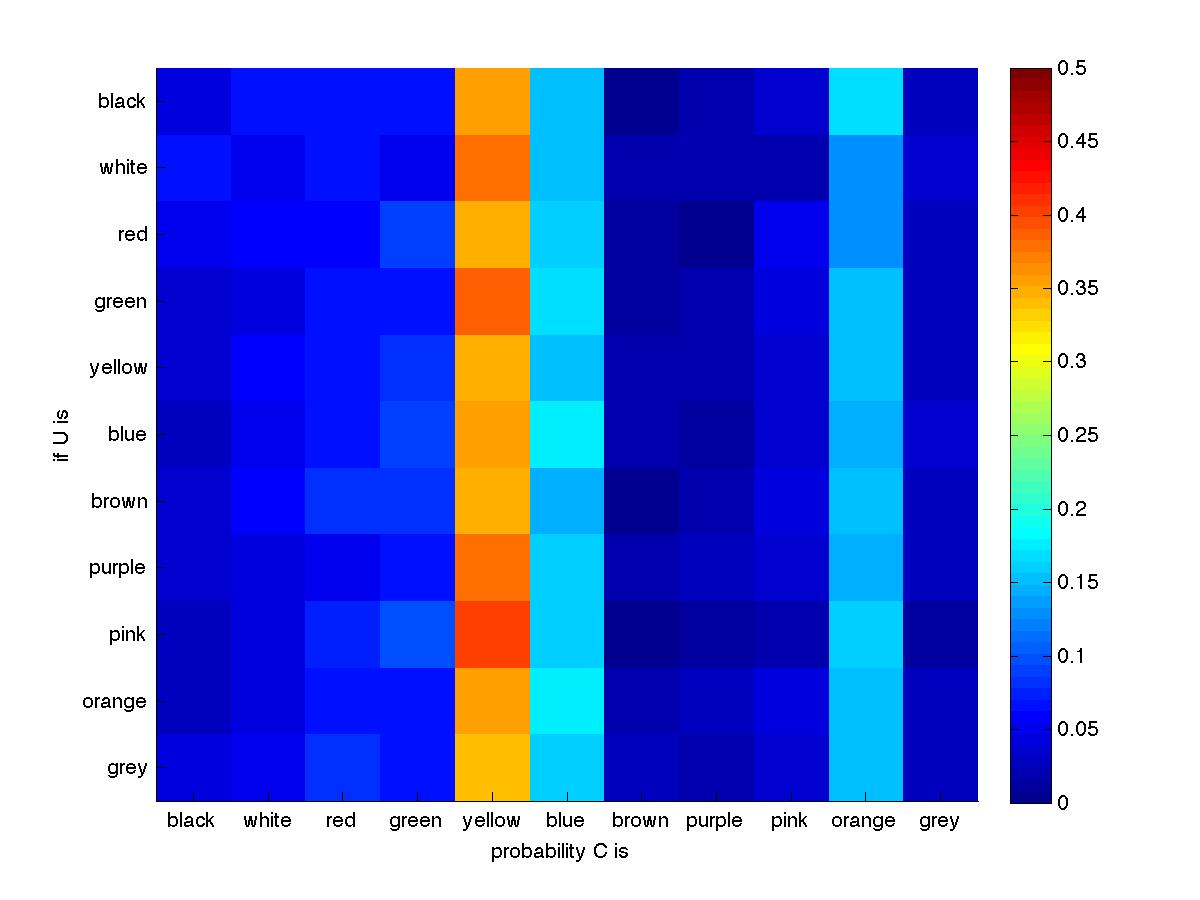 black
white
red
green
yellow
blue
brown
purple
pink
orange
grey
if U is
black white red green yellow blue brown purple pink orange grey
probability C is
0.5
0.45
0.4
0.35
0.3
0.25
0.2
0.15
0.1
0.05
0